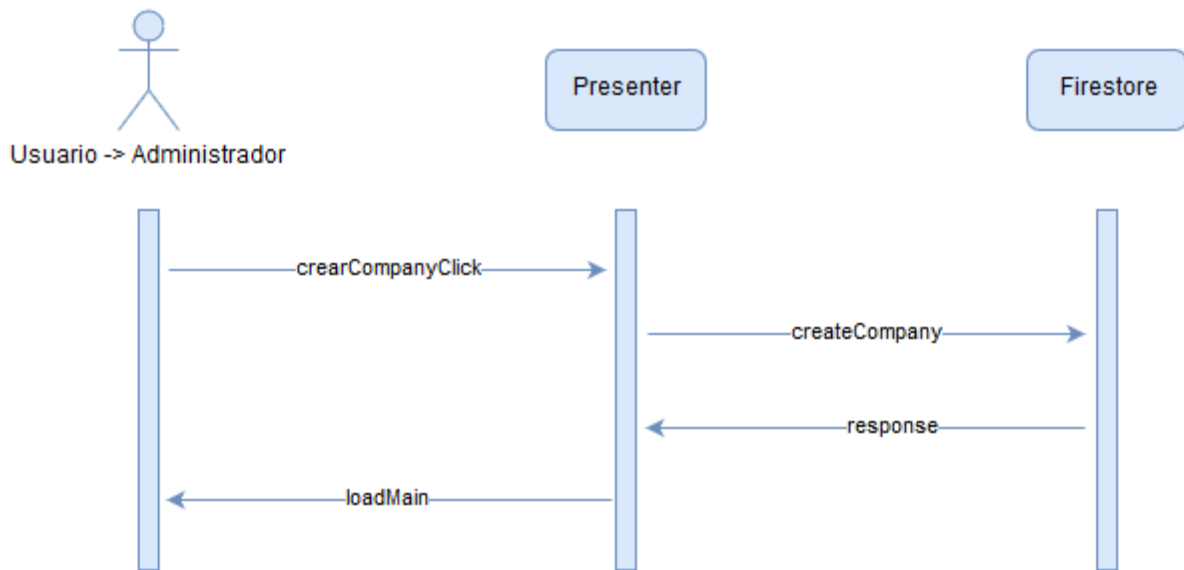 Presenter
Firestore
Usuario -> Administrador
crearCompanyClick
createCompany
response
loadMain